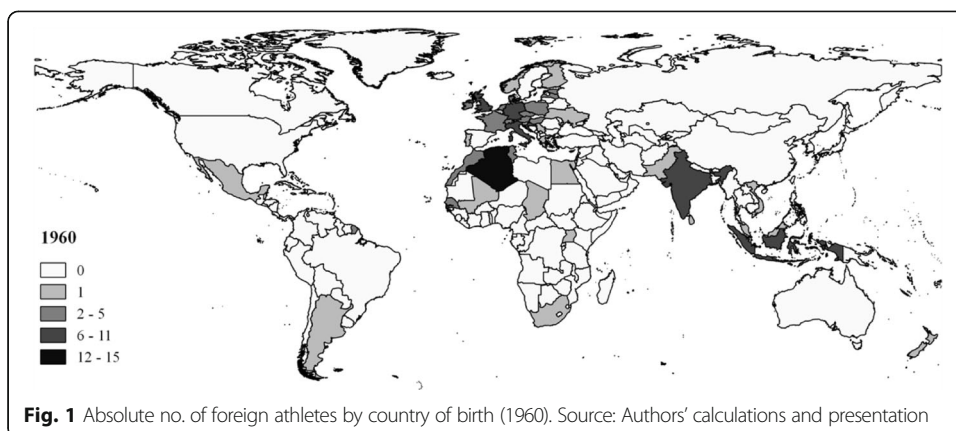 1960
0
1
2 - 5
6 - 11
12 - 15
Fig. 1 Absolute no. of foreign athletes by country of birth (1960). Source: Authors' calculations and presentation